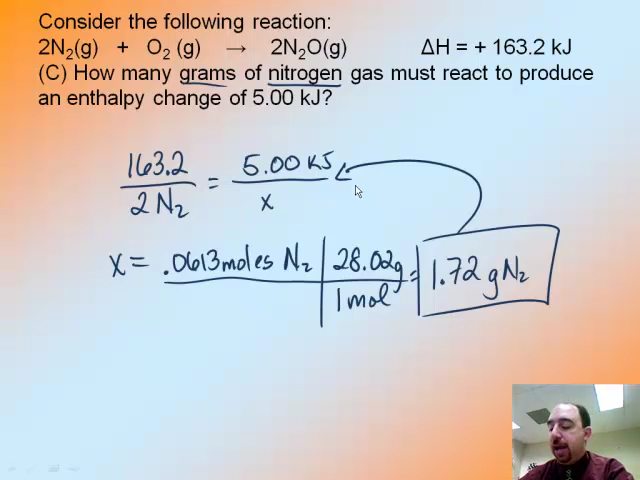 Consider the following reaction:
2N₂(g) + O₂ (g) → 2N₂O(g) ΔH = + 163.2 kJ
(C) How many grams of nitrogen gas must react to produce
an enthalpy change of 5.00 kJ?
163.2 / 2 N₂ = 5.00 KJ / x
x = .0613 moles N₂ | 28.02g / 1 mol = 1.72 g N₂